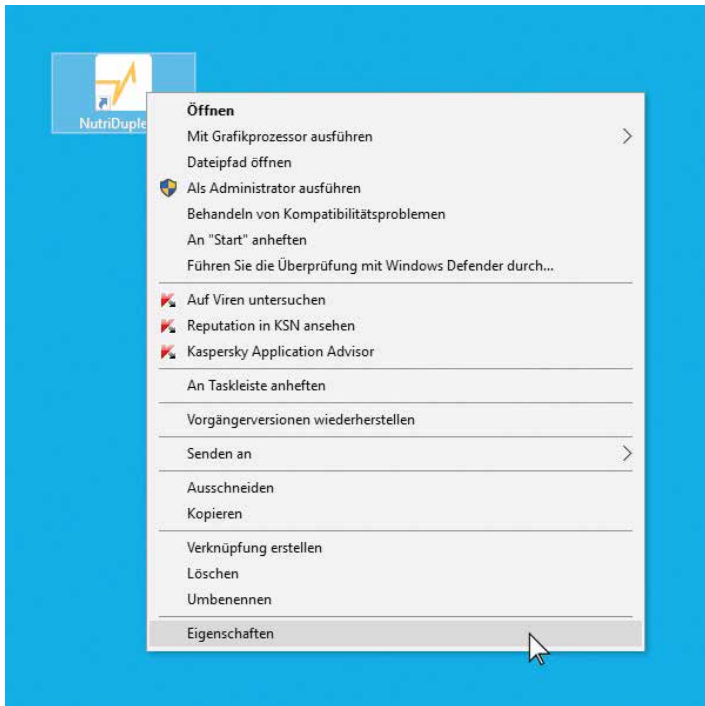 NutriDuple
Öffnen
Mit Grafikprozessor ausführen
Dateipfad öffnen
Als Administrator ausführen
Behandeln von Kompatibilitätsproblemen
An "Start" anheften
Führen Sie die Überprüfung mit Windows Defender durch...
Auf Viren untersuchen
Reputation in KSN ansehen
Kaspersky Application Advisor
An Taskleiste anheften
Vorgängerversionen wiederherstellen
Senden an
Ausschneiden
Kopieren
Verknüpfung erstellen
Löschen
Umbenennen
Eigenschaften